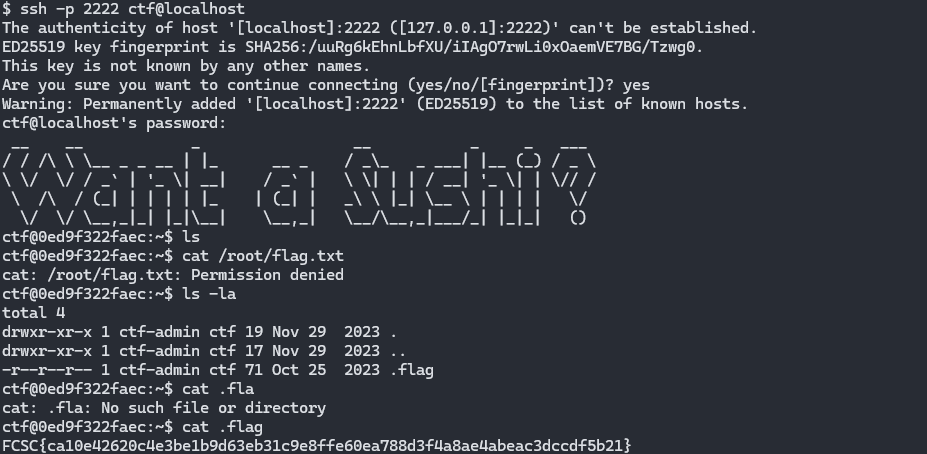 $ ssh -p 2222 ctf@localhost
The authenticity of host '[localhost]:2222 ([127.0.0.1]:2222)' can't be established.
ED25519 key fingerprint is SHA256:/uuRg6kEhnLbfXU/iIAgO7rwLi0xOaemVE7BG/Tzwg0.
This key is not known by any other names.
Are you sure you want to continue connecting (yes/no/[fingerprint])? yes
Warning: Permanently added '[localhost]:2222' (ED25519) to the list of known hosts.
ctf@localhost's password:
Want a Sushi?
ctf@0ed9f322faec:~$ ls
ctf@0ed9f322faec:~$ cat /root/flag.txt
cat: /root/flag.txt: Permission denied
ctf@0ed9f322faec:~$ ls -la
total 4
drwxr-xr-x 1 ctf-admin ctf 19 Nov 29  2023 .
drwxr-xr-x 1 ctf-admin ctf 17 Nov 29  2023 ..
-r--r--r-- 1 ctf-admin ctf 71 Oct 25  2023 .flag
ctf@0ed9f322faec:~$ cat .fla
cat: .fla: No such file or directory
ctf@0ed9f322faec:~$ cat .flag
FCSC{ca10e42620c4e3be1b9d63eb31c9e8ffe60ea788d3f4a8ae4abeac3dccdf5b21}